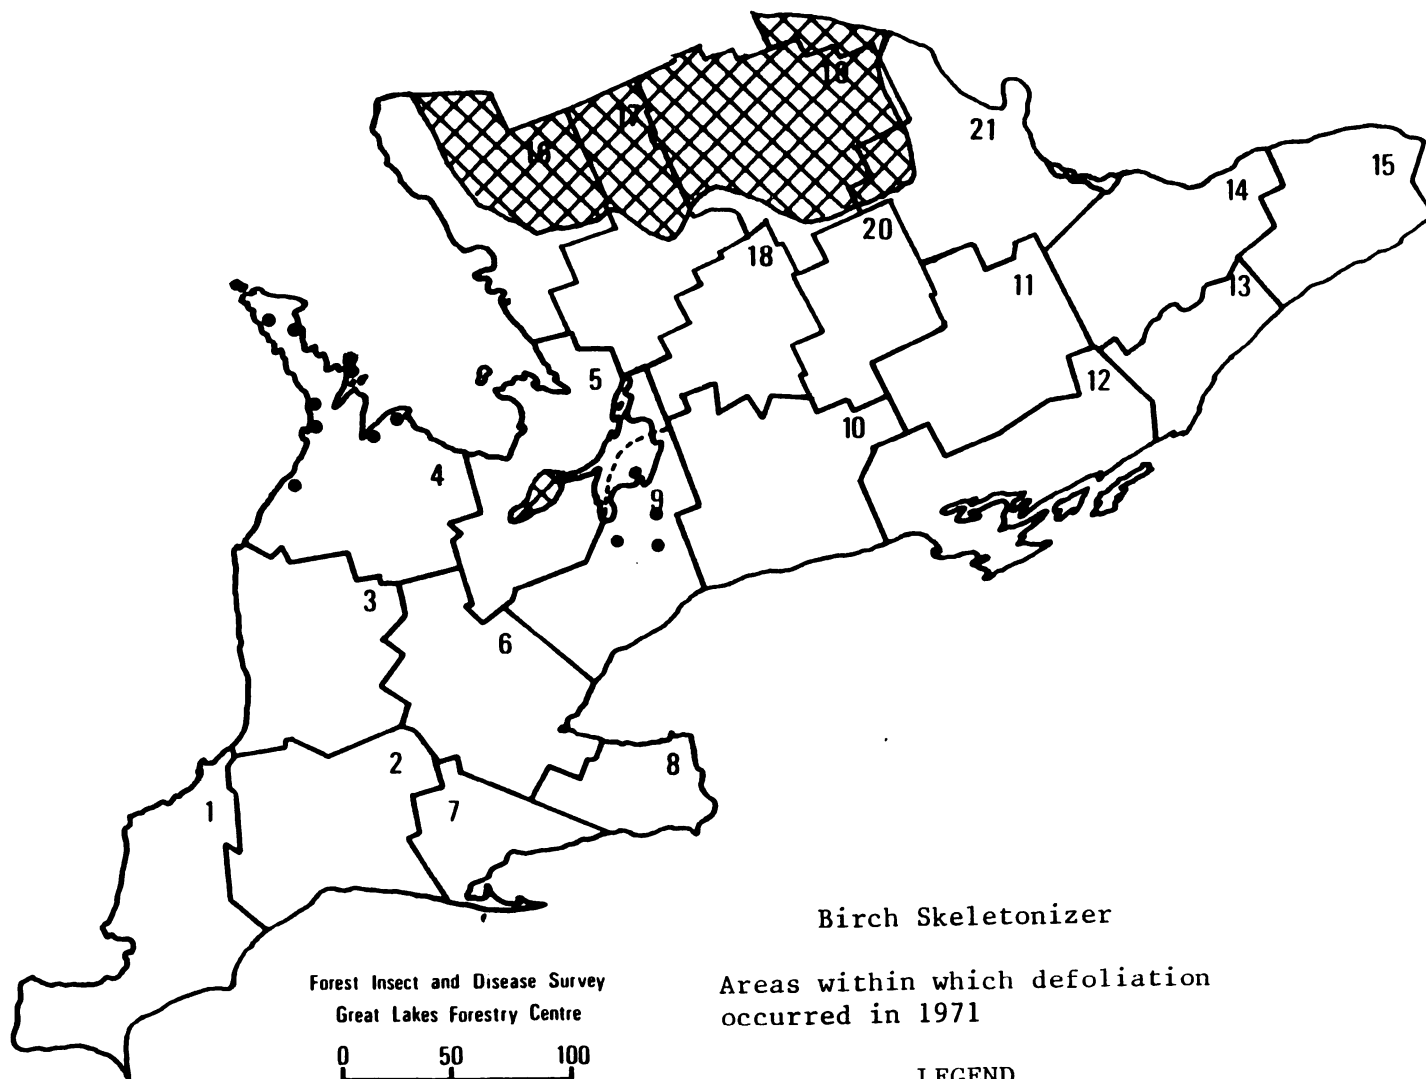 17
21
16
15
14
20
18
11
13
5
12
10
4
9
3
6
2
8
1
7
Birch Skeletonizer
Forest Insect and Disease Survey
Great Lakes Forestry Centre
Areas within which defoliation
occurred in 1971
0 50 100
LEGEND